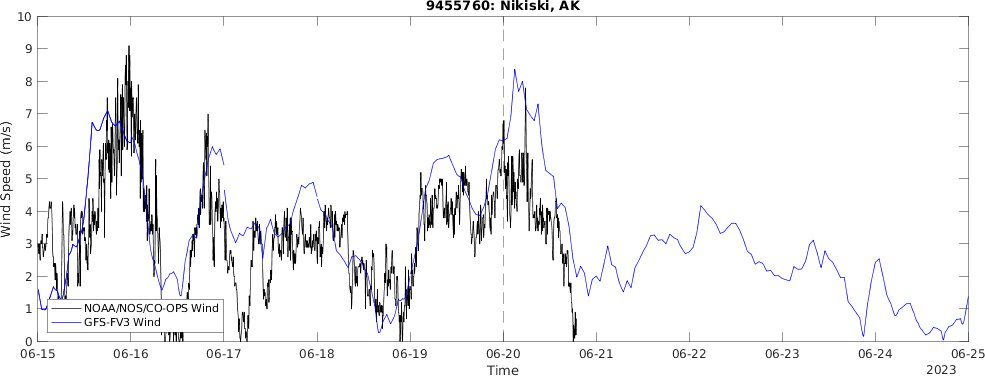 9455760: Nikiski, AK
Wind Speed (m/s)
10
9
8
7
6
5
4
3
2
1
0
NOAA/NOS/CO-OPS Wind
GFS-FV3 Wind
06-15 06-16 06-17 06-18 06-19 06-20 06-21 06-22 06-23 06-24 06-25
Time
2023